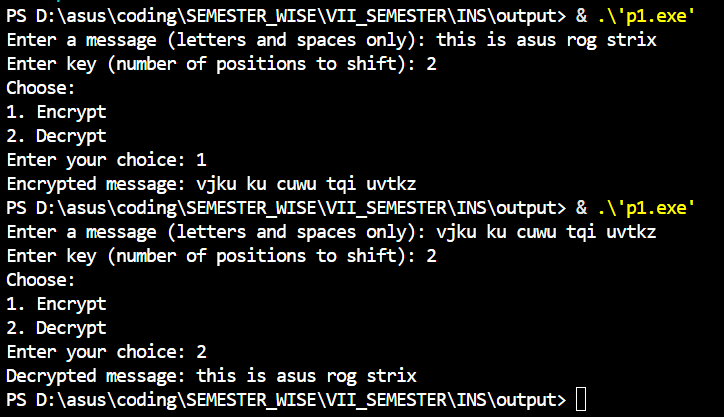 PS D:\asus\coding\SEMESTER_WISE\VII_SEMESTER\INS\output> & .\'p1.exe'
Enter a message (letters and spaces only): this is asus rog strix
Enter key (number of positions to shift): 2
Choose:
1. Encrypt
2. Decrypt
Enter your choice: 1
Encrypted message: vjku ku cuwu tqi uvtkz
PS D:\asus\coding\SEMESTER_WISE\VII_SEMESTER\INS\output> & .\'p1.exe'
Enter a message (letters and spaces only): vjku ku cuwu tqi uvtkz
Enter key (number of positions to shift): 2
Choose:
1. Encrypt
2. Decrypt
Enter your choice: 2
Decrypted message: this is asus rog strix
PS D:\asus\coding\SEMESTER_WISE\VII_SEMESTER\INS\output>